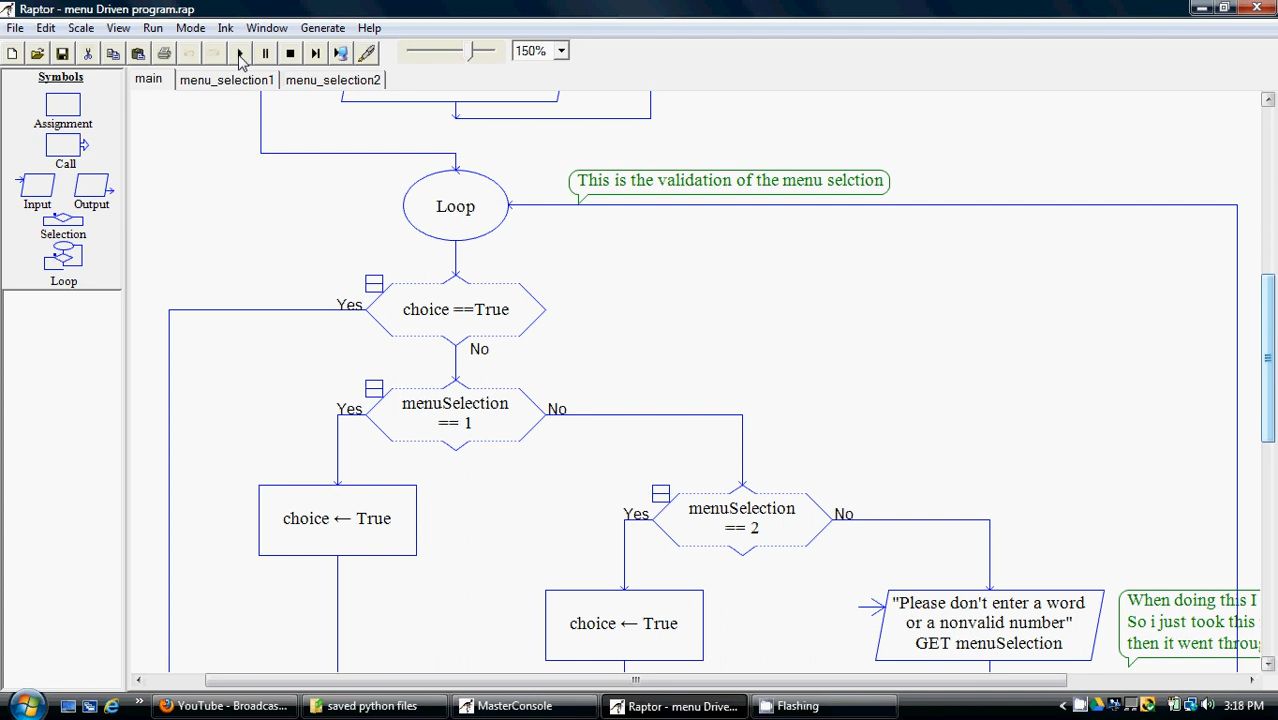 Raptor - menu Driven program.rap
File Edit Scale View Run Mode Ink Window Generate Help
150%
Symbols
main menu_selection1 menu_selection2
Assignment
Call
Input Output
Selection
Loop
This is the validation of the menu selction
Loop
Yes
choice ==True
No
Yes
menuSelection
== 1
No
choice ← True
Yes
menuSelection
== 2
No
choice ← True
"Please don't enter a word
or a nonvalid number"
GET menuSelection
When doing this I
So i just took this
then it went throu
YouTube - Broadcas...
saved python files
MasterConsole
Raptor - menu Drive...
Flashing
3:18 PM